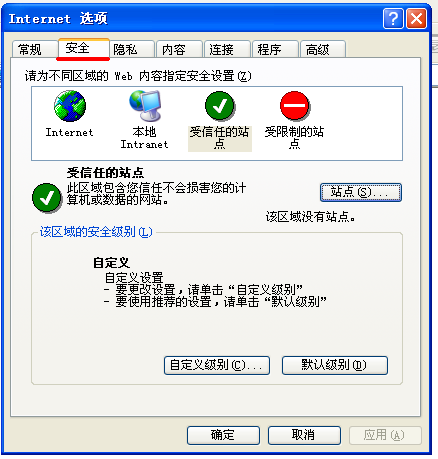 Internet 选项
常规 安全 隐私 内容 连接 程序 高级
请为不同区域的 Web 内容指定安全设置(Z)
Internet
本地
Intranet
受信任的站
点
受限制的站
点
受信任的站点
此区域包含您信任不会损害您的计
算机或数据的网站。
站点(S)...
该区域没有站点。
该区域的安全级别(L)
自定义
自定义设置
- 要更改设置,请单击“自定义级别”
- 要使用推荐的设置,请单击“默认级别”
自定义级别(C)... 默认级别(D)
确定 取消 应用(A)